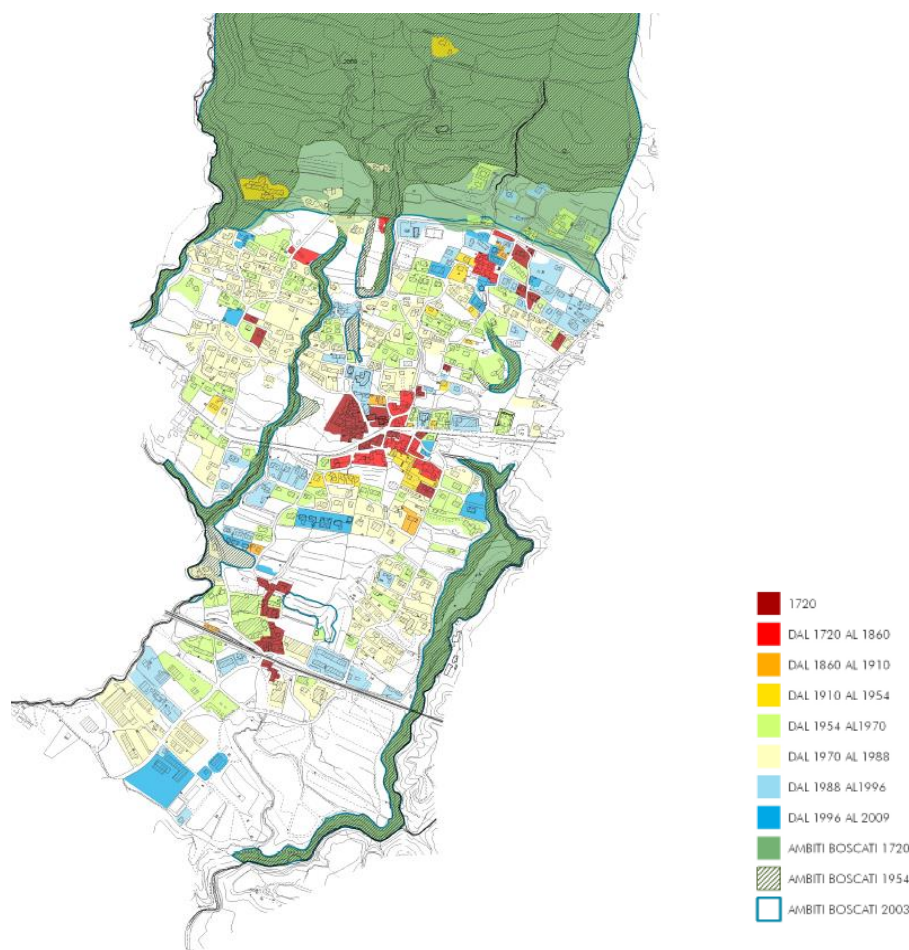 1720
DAL 1720 AL 1860
DAL 1860 AL 1910
DAL 1910 AL 1954
DAL 1954 AL1970
DAL 1970 AL 1988
DAL 1988 AL1996
DAL 1996 AL 2009
AMBITI BOSCATI 1720
AMBITI BOSCATI 1954
AMBITI BOSCATI 2003